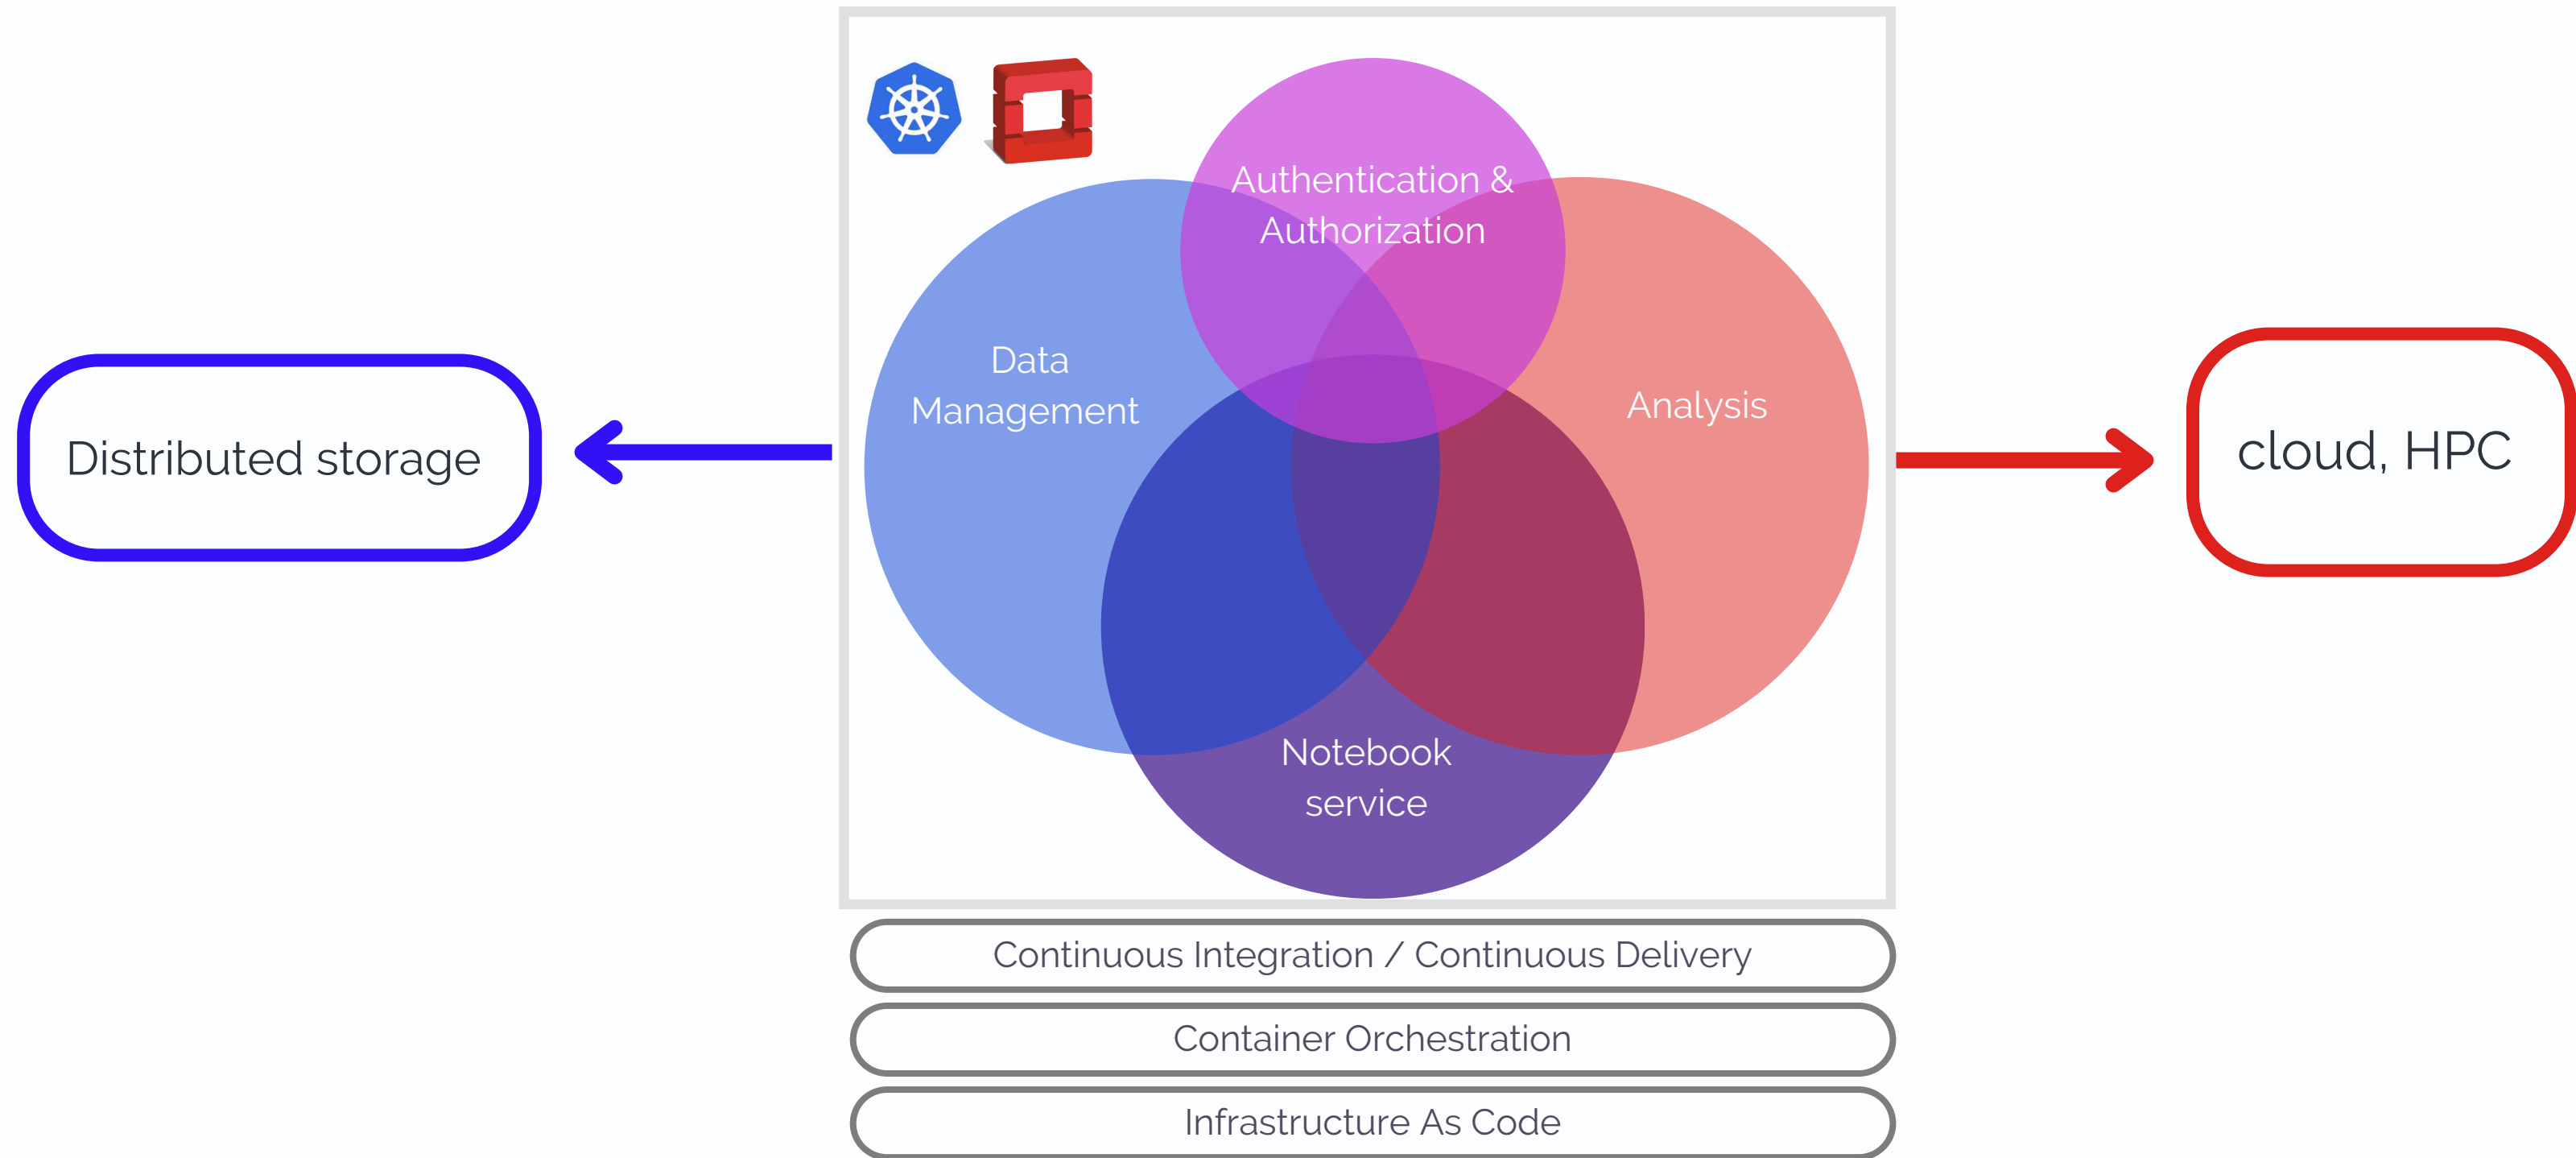 Authentication &
Authorization
Data
Management
Analysis
Distributed storage
cloud, HPC
Notebook
service
Continuous Integration / Continuous Delivery
Container Orchestration
Infrastructure As Code